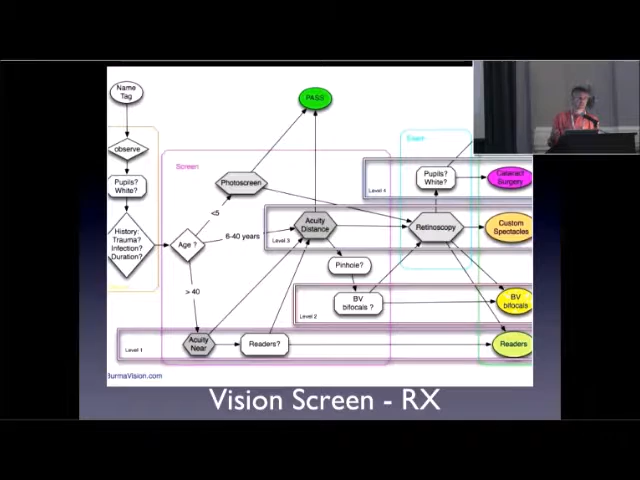 Name
Tag
observe
Pupils?
White?
History:
Trauma?
Infection?
Duration?
Screen
Photoscreen
<5
Age ?
6-40 years
> 40
Acuity
Near
Readers?
Level 1
PASS
Acuity
Distance
Level 3
Pinhole?
BV
bifocals ?
Level 2
Exam
Pupils?
White?
Level 4
Retinoscopy
Cataract
Surgery
Custom
Spectacles
BV
bifocals
Readers
BurmaVision.com
Vision Screen - RX